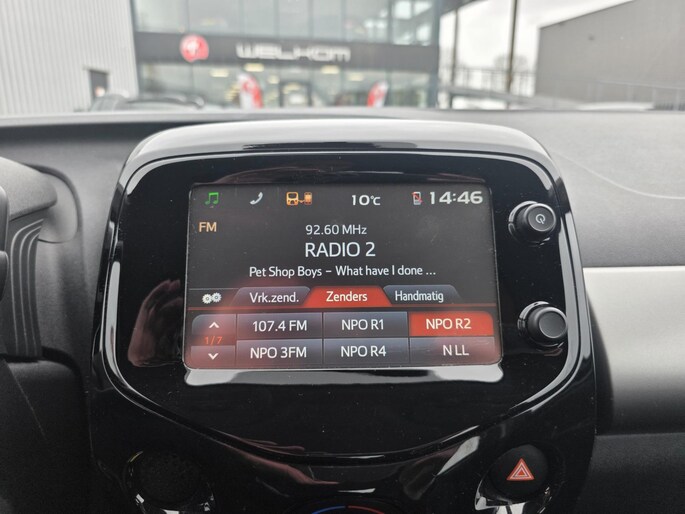 WELKOM
10°C
14:46
FM
92.60 MHz
RADIO 2
Pet Shop Boys – What have I done ...
Vrk.zend. Zenders Handmatig
107.4 FM NPO R1 NPO R2
1/7
NPO 3FM NPO R4 N LL